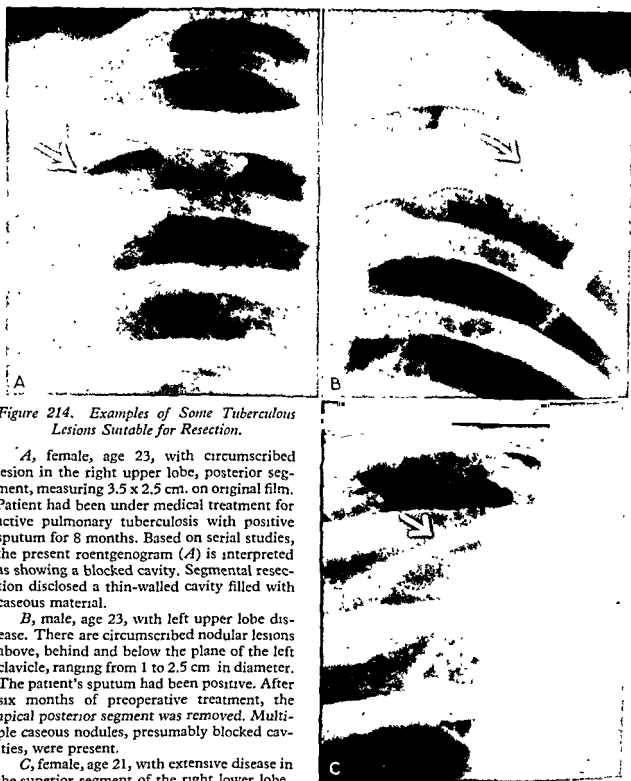 A
B
Figure 214. Examples of Some Tuberculous
Lesions Suitable for Resection.
A, female, age 23, with circumscribed
lesion in the right upper lobe, posterior seg-
ment, measuring 3.5 x 2.5 cm. on original film.
Patient had been under medical treatment for
active pulmonary tuberculosis with positive
sputum for 8 months. Based on serial studies,
the present roentgenogram (A) is interpreted
as showing a blocked cavity. Segmental resec-
tion disclosed a thin-walled cavity filled with
caseous material.
B, male, age 23, with left upper lobe dis-
ease. There are circumscribed nodular lesions
above, behind and below the plane of the left
clavicle, ranging from 1 to 2.5 cm in diameter.
The patient's sputum had been positive. After
six months of preoperative treatment, the
apical posterior segment was removed. Multi-
ple caseous nodules, presumably blocked cav-
ities, were present.
C, female, age 21, with extensive disease in
the superior segment of the right lower lobe.
C